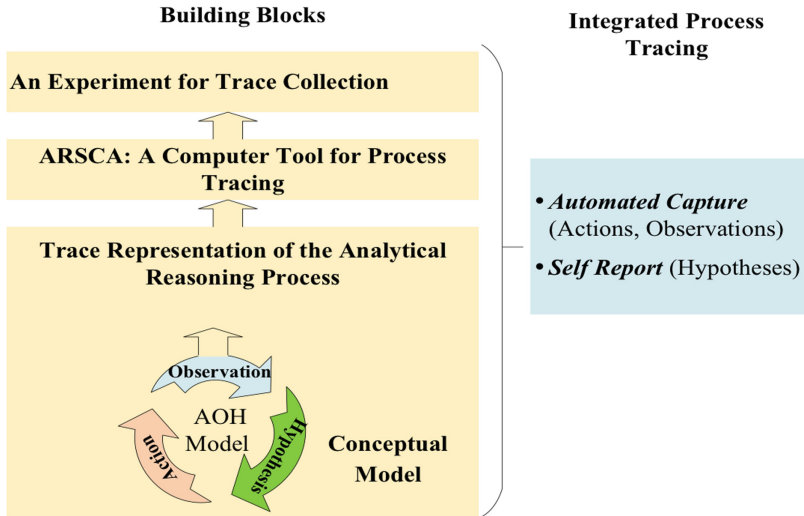 Building Blocks
An Experiment for Trace Collection
ARSCA: A Computer Tool for Process
Tracing
Trace Representation of the Analytical
Reasoning Process
Observation
AOH
Model
Hypothesis
Action
Conceptual
Model
Integrated Process
Tracing
• Automated Capture
(Actions, Observations)
• Self Report (Hypotheses)